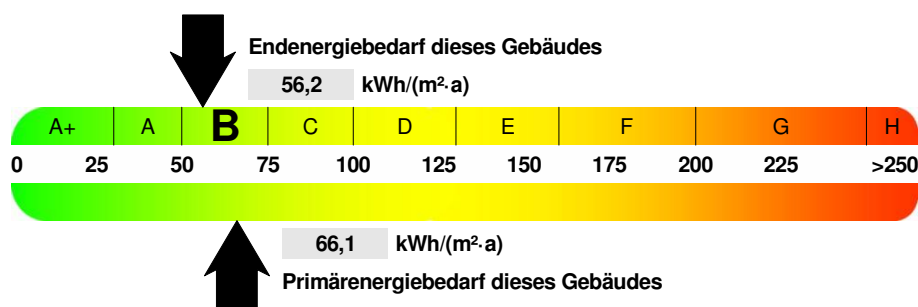 Endenergiebedarf dieses Gebäudes
56,2 kWh/(m²·a)
A+ A B C D E F G H
0 25 50 75 100 125 150 175 200 225 >250
66,1 kWh/(m²·a)
Primärenergiebedarf dieses Gebäudes